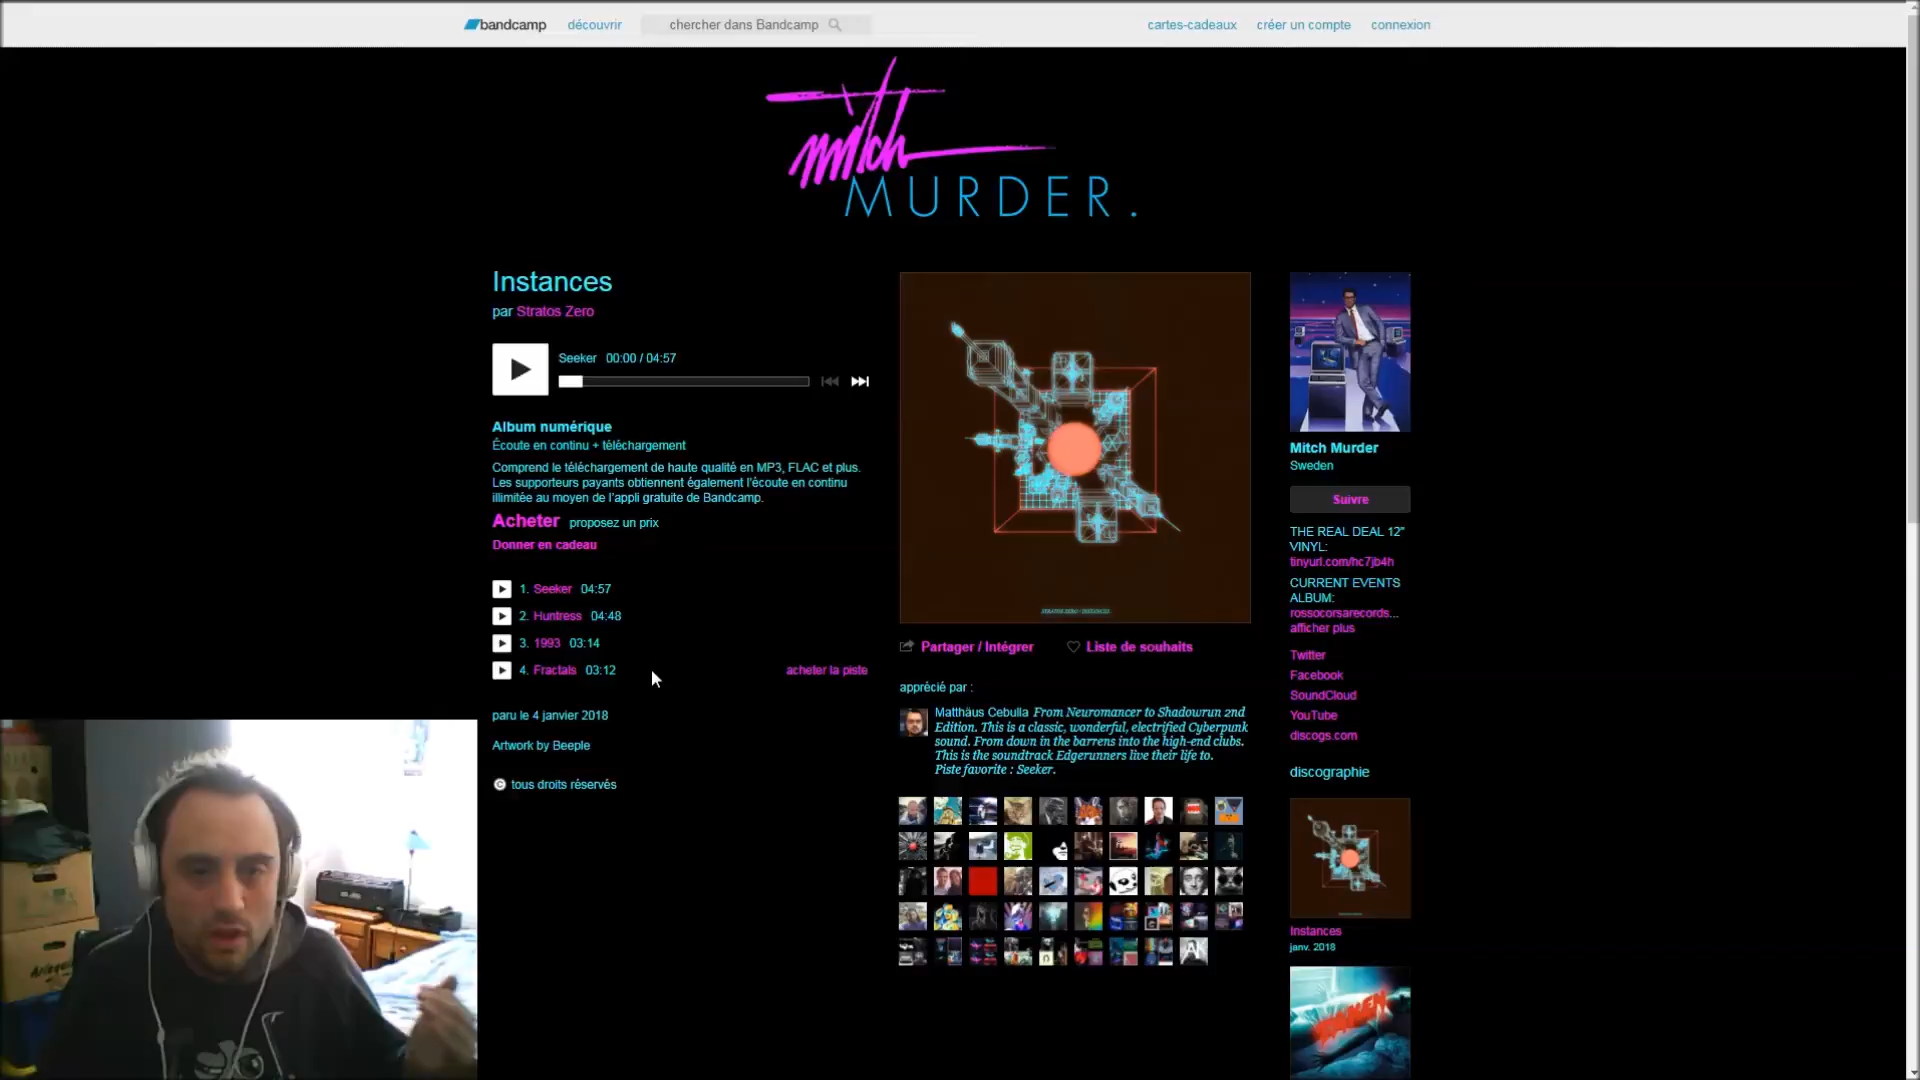 bandcamp découvrir chercher dans Bandcamp cartes-cadeaux créer un compte connexion
mitch
MURDER.
Instances
par Stratos Zero
Seeker 00:00 / 04:57
Album numérique
Écoute en continu + téléchargement
Comprend le téléchargement de haute qualité en MP3, FLAC et plus.
Les supporteurs payants obtiennent également l'écoute en continu
illimitée au moyen de l'appli gratuite de Bandcamp.
Acheter proposez un prix
Donner en cadeau
1. Seeker 04:57
2. Huntress 04:48
3. 1993 03:14
4. Fractals 03:12 acheter la piste
paru le 4 janvier 2018
Artwork by Beeple
tous droits réservés
STRATOS ZERO / INSTANCES
Partager / Intégrer Liste de souhaits
apprécié par :
Matthäus Cebulla From Neuromancer to Shadowrun 2nd
Edition. This is a classic, wonderful, electrified Cyberpunk
sound. From down in the barrens into the high-end clubs.
This is the soundtrack Edgerunners live their life to.
Piste favorite : Seeker.
AK
Mitch Murder
Sweden
Suivre
THE REAL DEAL 12"
VINYL:
tinyurl.com/hc7jb4h
CURRENT EVENTS
ALBUM:
rossocorsarecords...
afficher plus
Twitter
Facebook
SoundCloud
YouTube
discogs.com
discographie
Instances
janv. 2018